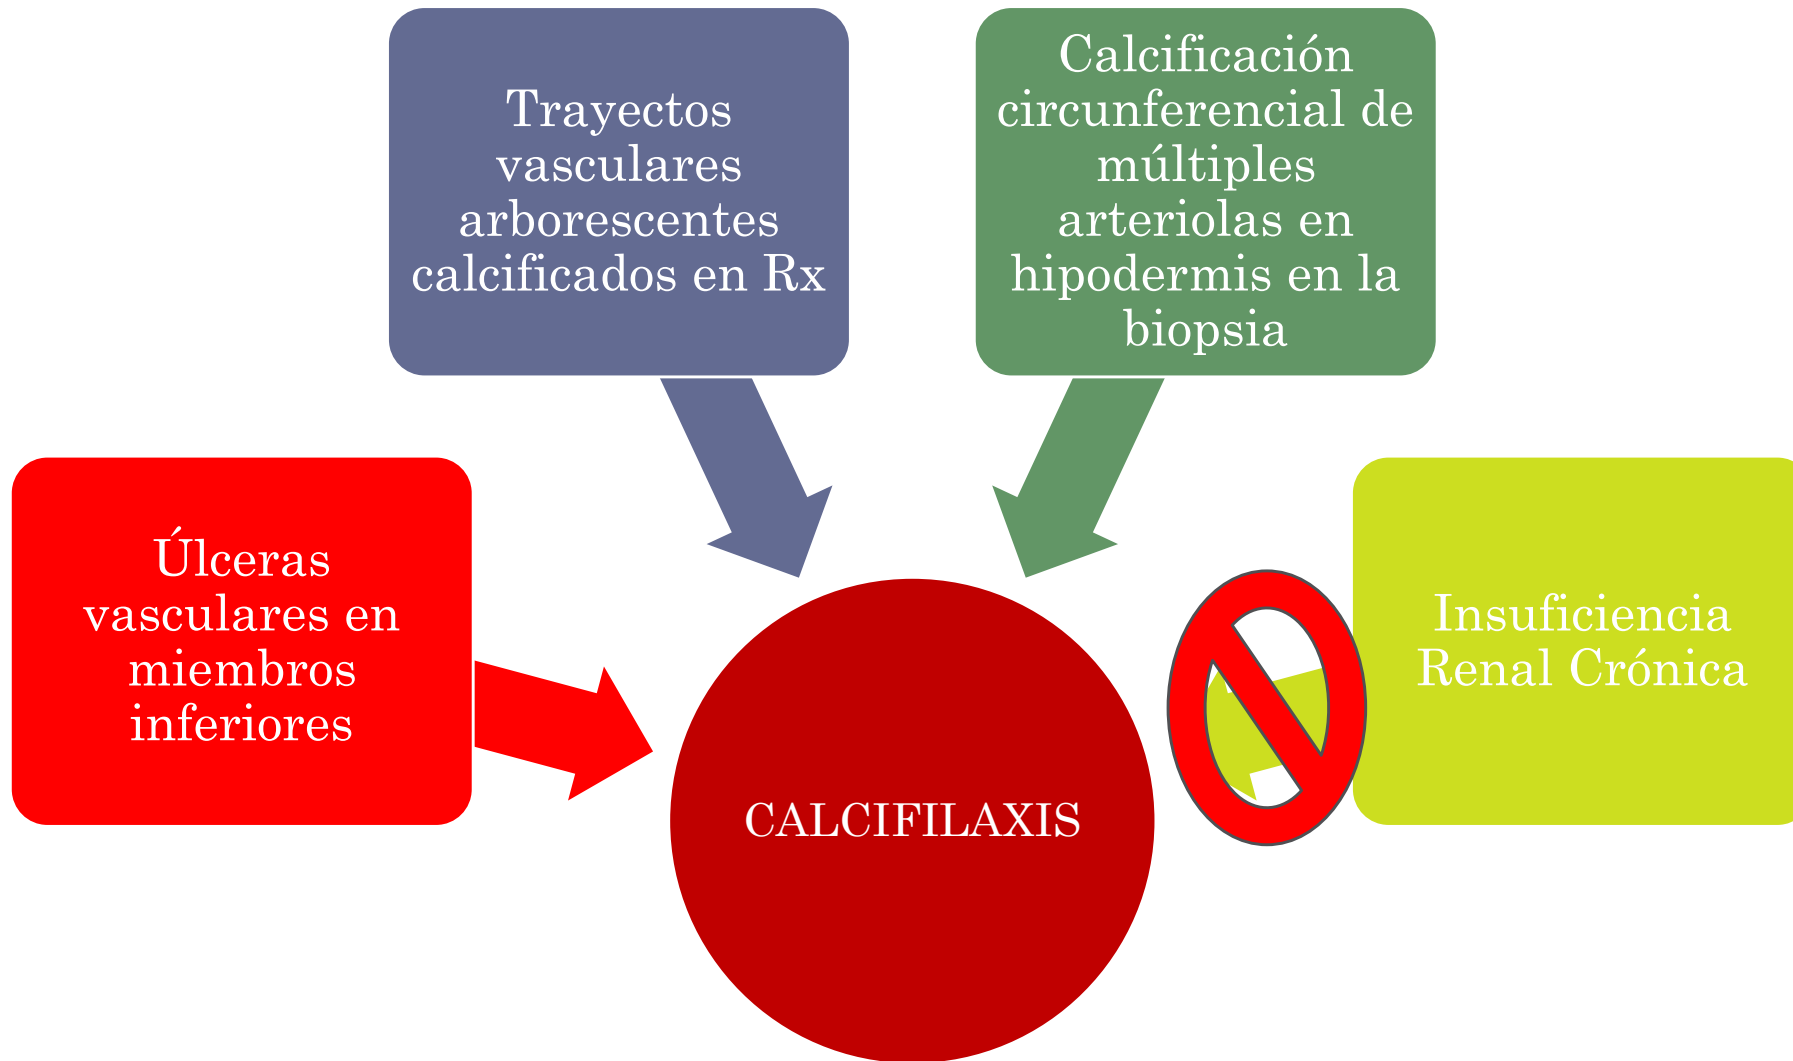 Trayectos
vasculares
arborescentes
calcificados en Rx
Calcificación
circunferencial de
múltiples
arteriolas en
hipodermis en la
biopsia
Úlceras
vasculares en
miembros
inferiores
Insuficiencia
Renal Crónica
CALCIFILAXIS